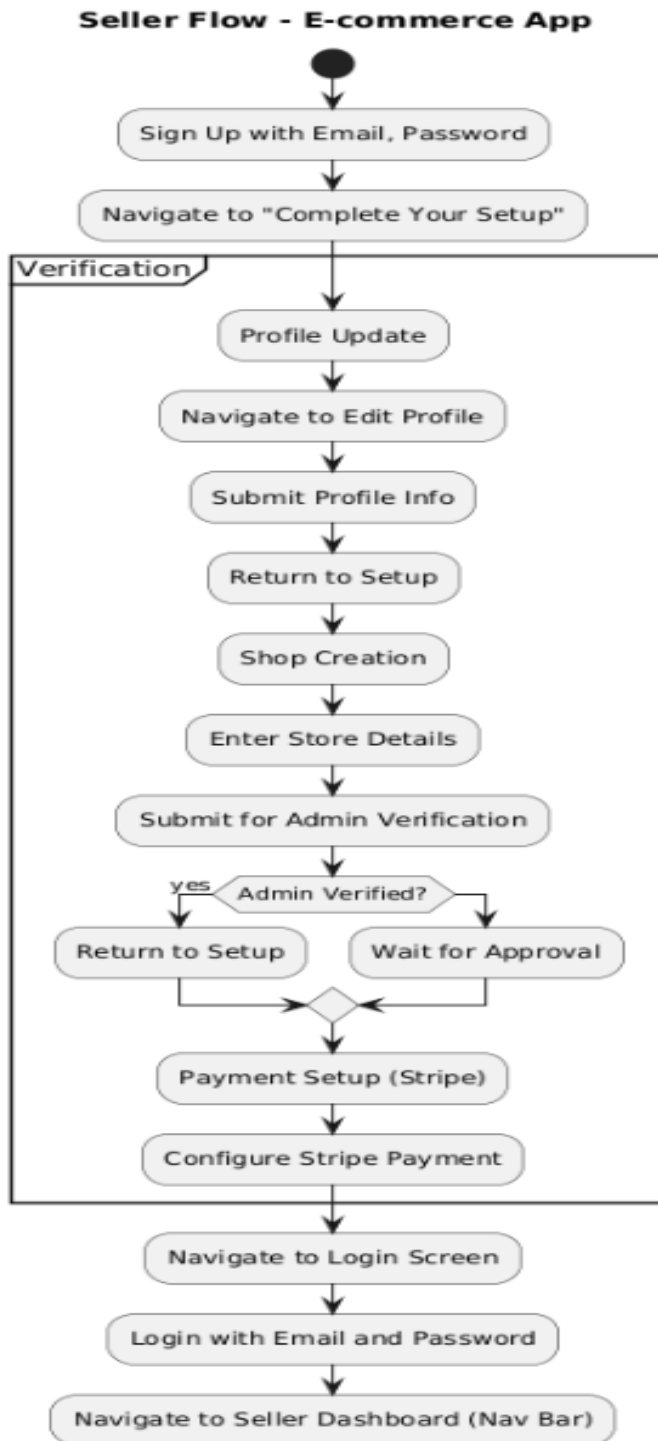 Seller Flow - E-commerce App
Sign Up with Email, Password
Navigate to "Complete Your Setup"
Verification
Profile Update
Navigate to Edit Profile
Submit Profile Info
Return to Setup
Shop Creation
Enter Store Details
Submit for Admin Verification
yes
Admin Verified?
Return to Setup
Wait for Approval
Payment Setup (Stripe)
Configure Stripe Payment
Navigate to Login Screen
Login with Email and Password
Navigate to Seller Dashboard (Nav Bar)